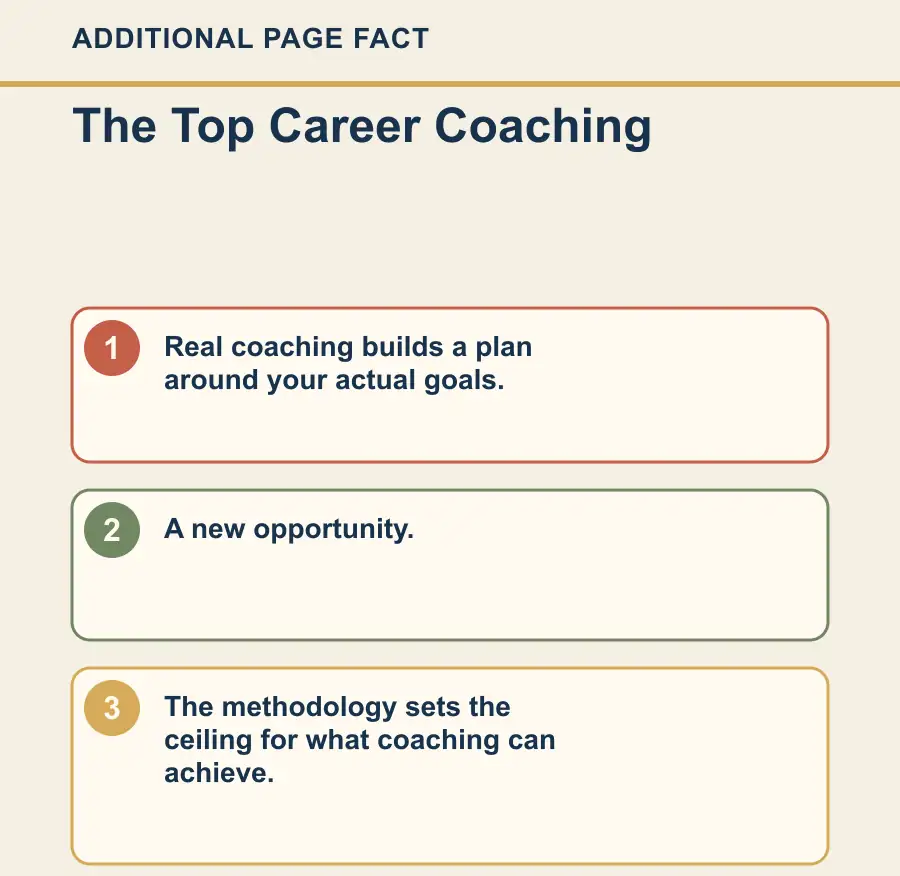 ADDITIONAL PAGE FACT
The Top Career Coaching
1
Real coaching builds a plan
around your actual goals.
2
A new opportunity.
3
The methodology sets the
ceiling for what coaching can
achieve.